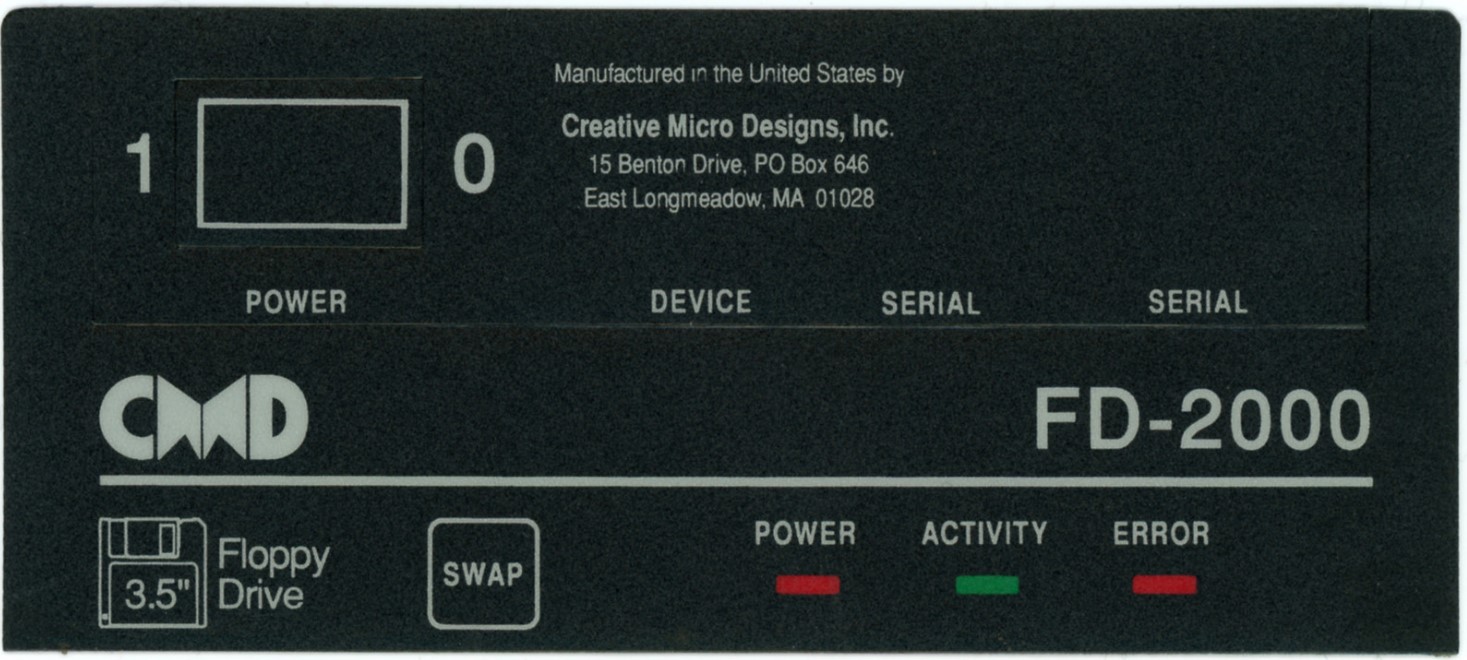 Manufactured in the United States by
Creative Micro Designs, Inc.
15 Benton Drive, PO Box 646
East Longmeadow, MA 01028
1
0
POWER DEVICE SERIAL SERIAL
CMD
FD-2000
3.5"
Floppy
Drive
SWAP
POWER ACTIVITY ERROR